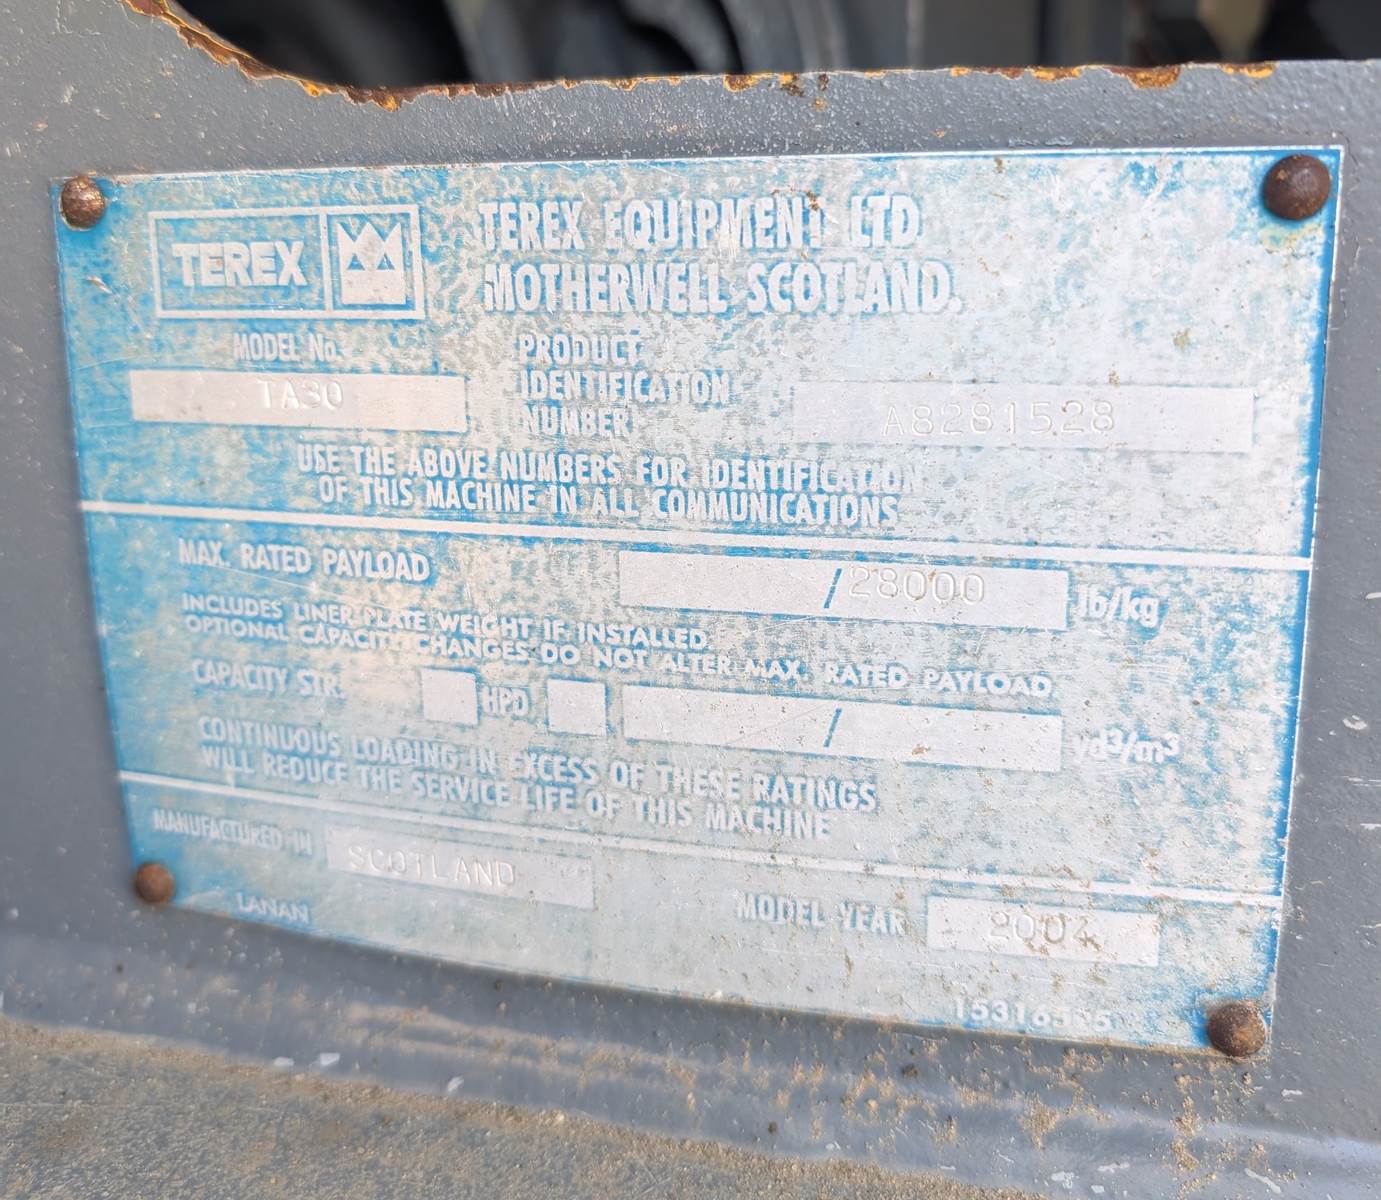 TEREX
TEREX EQUIPMENT LTD
MOTHERWELL SCOTLAND.
MODEL No.
TA30
PRODUCT
IDENTIFICATION
NUMBER
A8281528
USE THE ABOVE NUMBERS FOR IDENTIFICATION
OF THIS MACHINE IN ALL COMMUNICATIONS
MAX. RATED PAYLOAD
/28000 lb/kg
INCLUDES LINER PLATE WEIGHT IF INSTALLED.
OPTIONAL CAPACITY CHANGES DO NOT ALTER MAX. RATED PAYLOAD
CAPACITY STR. HPD / yd3/m3
CONTINUOUS LOADING IN EXCESS OF THESE RATINGS
WILL REDUCE THE SERVICE LIFE OF THIS MACHINE
MANUFACTURED IN SCOTLAND
LANAN
MODEL YEAR 2004